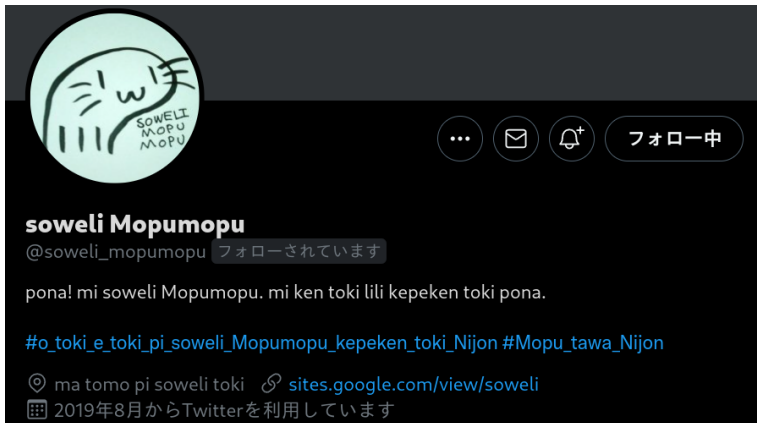 SOWELI
MOPU
MOPU
フォロー中
soweli Mopumopu
@soweli_mopumopu フォローされています
pona! mi soweli Mopumopu. mi ken toki lili kepeken toki pona.
#o_toki_e_toki_pi_soweli_Mopumopu_kepeken_toki_Nijon #Mopu_tawa_Nijon
ma tomo pi soweli toki sites.google.com/view/soweli
2019年8月からTwitterを利用しています